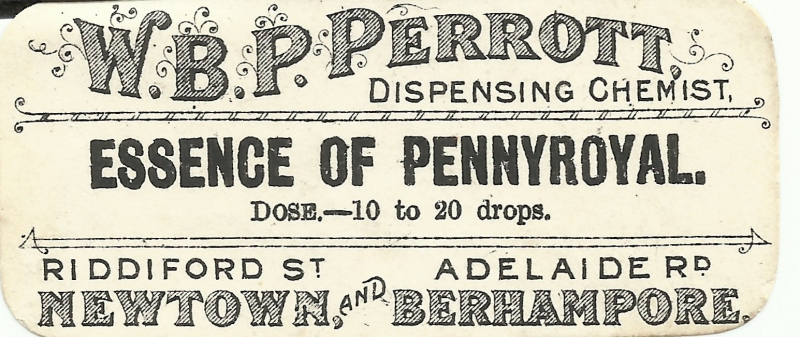 W.B.P. PERROTT,
DISPENSING CHEMIST,
ESSENCE OF PENNYROYAL.
DOSE.—10 to 20 drops.
RIDDIFORD ST ADELAIDE RD
NEWTOWN, AND BERHAMPORE.